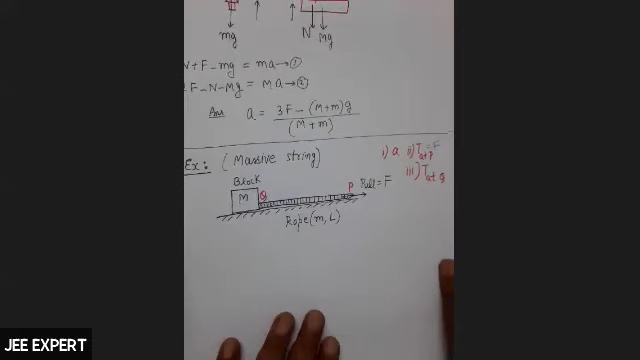 mg
N
Mg
N+F-mg = ma→①
2F-N-Mg = Ma→②
Ans a = 3F-(M+m)g / (M+m)
Ex: (Massive string)
i) a ii) T at P = F
iii) T at Q
Block
M
Q
P
Pull = F
Rope (m, L)
JEE EXPERT